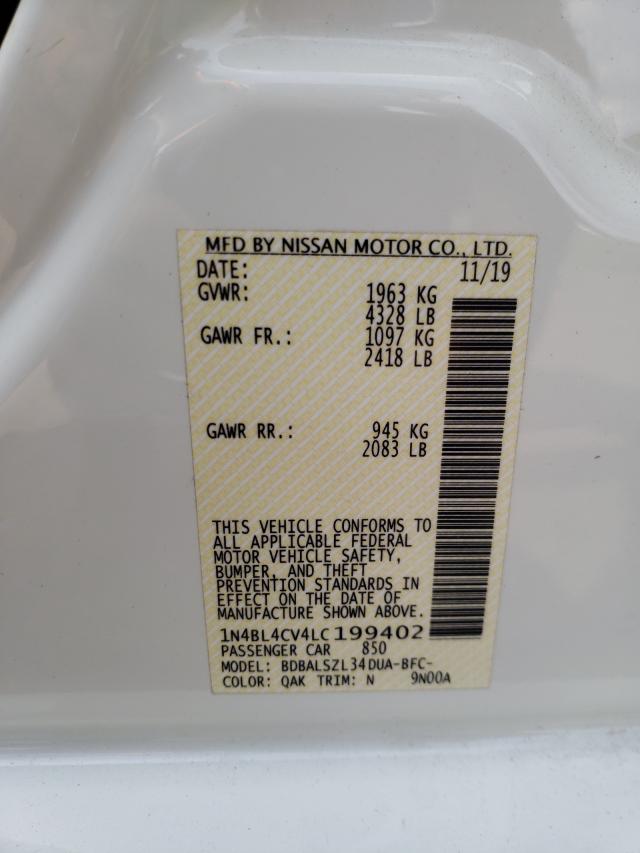 MFD BY NISSAN MOTOR CO., LTD.
DATE: 11/19
GVWR: 1963 KG
4328 LB
GAWR FR.: 1097 KG
2418 LB
GAWR RR.: 945 KG
2083 LB
THIS VEHICLE CONFORMS TO
ALL APPLICABLE FEDERAL
MOTOR VEHICLE SAFETY,
BUMPER, AND THEFT
PREVENTION STANDARDS IN
EFFECT ON THE DATE OF
MANUFACTURE SHOWN ABOVE.
1N4BL4CV4LC199402
PASSENGER CAR 850
MODEL: BDBALSZL34DUA-BFC-
COLOR: QAK TRIM: N 9N00A